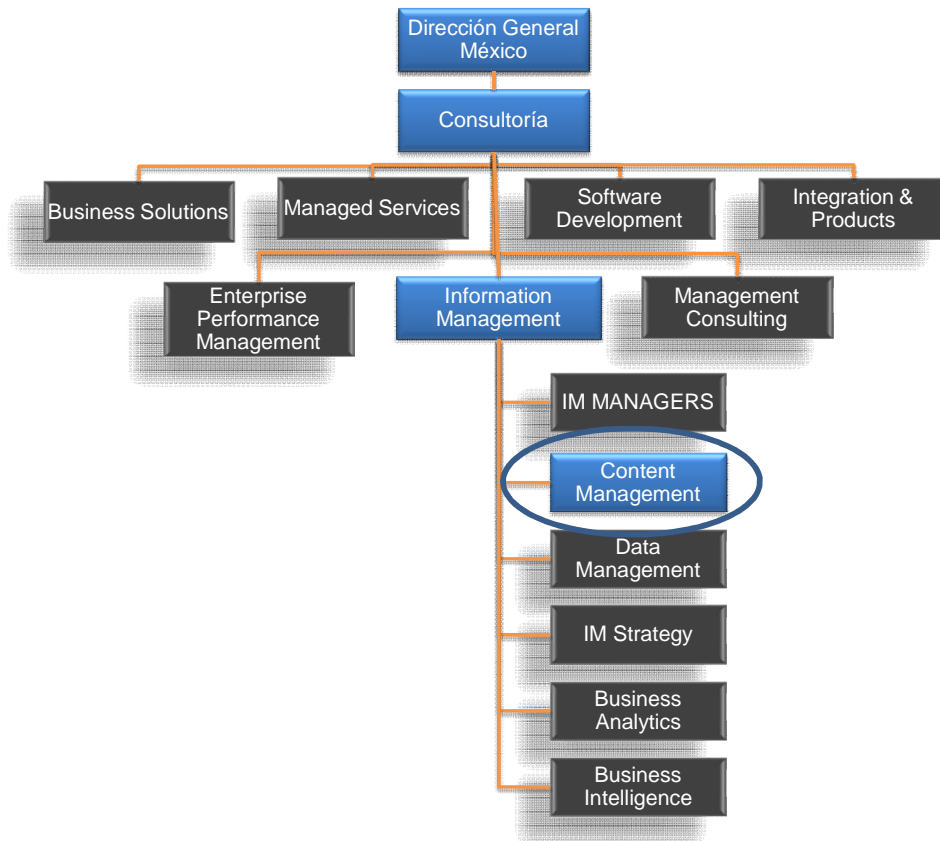 Dirección General
México
Consultoría
Business Solutions
Managed Services
Software
Development
Integration &
Products
Enterprise
Performance
Management
Information
Management
Management
Consulting
IM MANAGERS
Content
Management
Data
Management
IM Strategy
Business
Analytics
Business
Intelligence